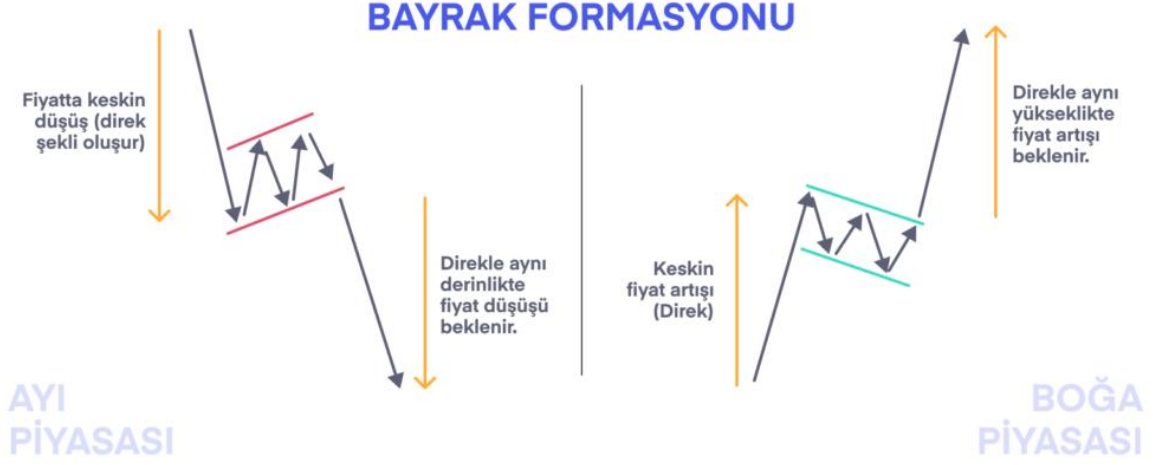 BAYRAK FORMASYONU
Fiyatta keskin
düşüş (direk
şekli oluşur)
Direkle aynı
derinlikte
fiyat düşüşü
beklenir.
AYI
PİYASASI
Keskin
fiyat artışı
(Direk)
Direkle aynı
yükseklikte
fiyat artışı
beklenir.
BOĞA
PİYASASI